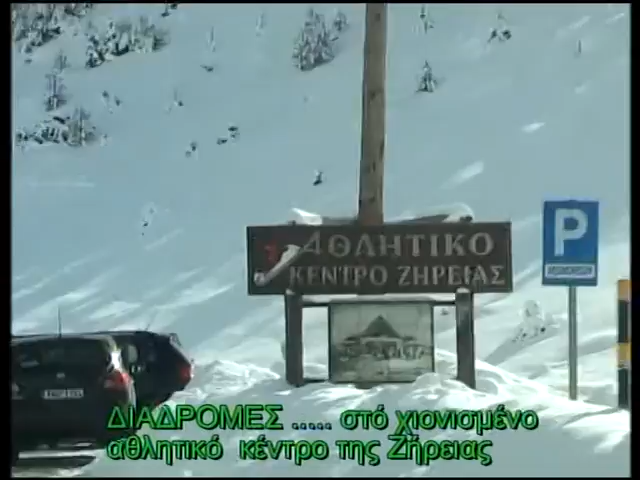 ΑΘΛΗΤΙΚΟ
ΚΕΝΤΡΟ ΖΗΡΕΙΑΣ
P
ΔΙΑΔΡΟΜΕΣ ..... στό χιονισμένο
αθλητικό κέντρο της Ζήρειας